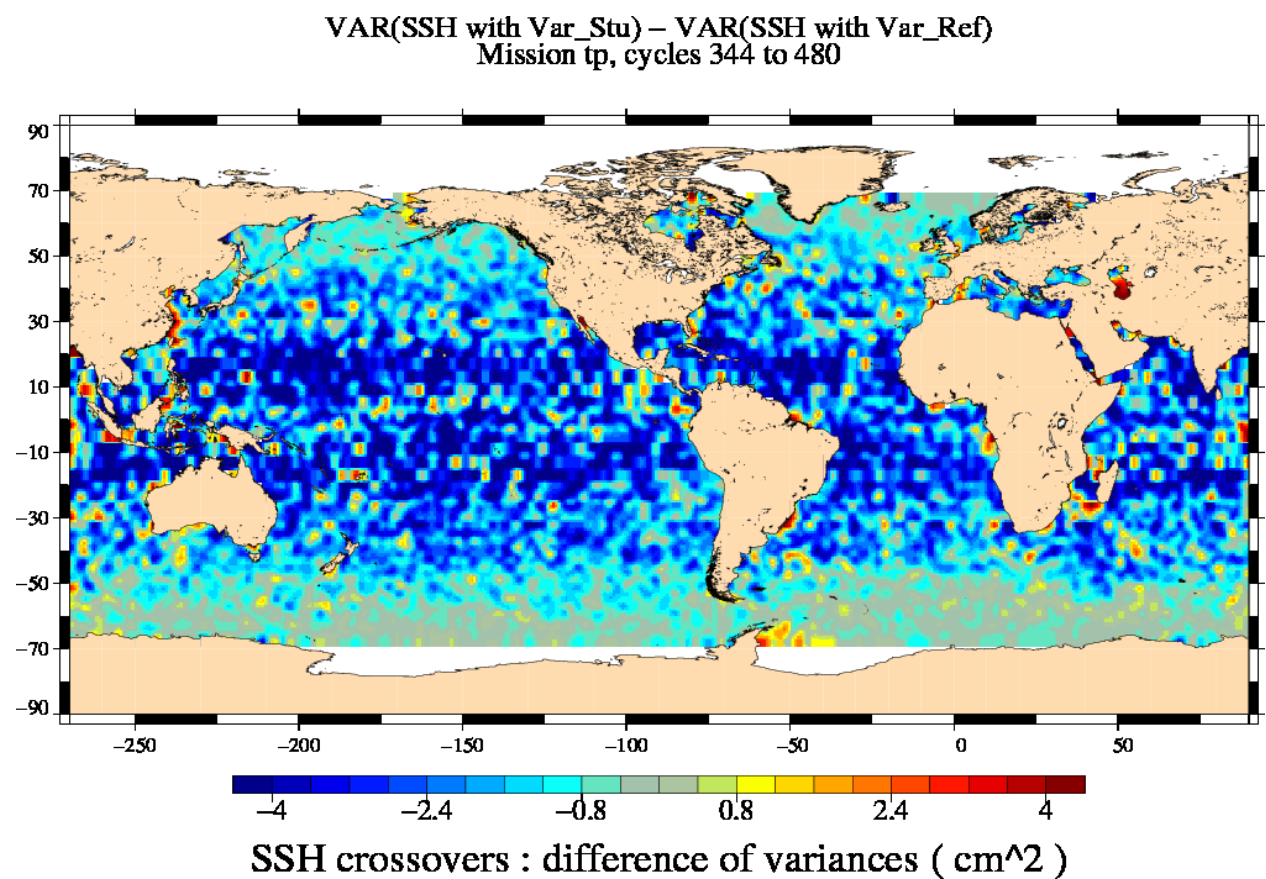 VAR(SSH with Var_Stu) – VAR(SSH with Var_Ref)
Mission tp, cycles 344 to 480
90
70
50
30
10
–10
–30
–50
–70
–90
–250 –200 –150 –100 –50 0 50
–4 –2.4 –0.8 0.8 2.4 4
SSH crossovers : difference of variances ( cm^2 )